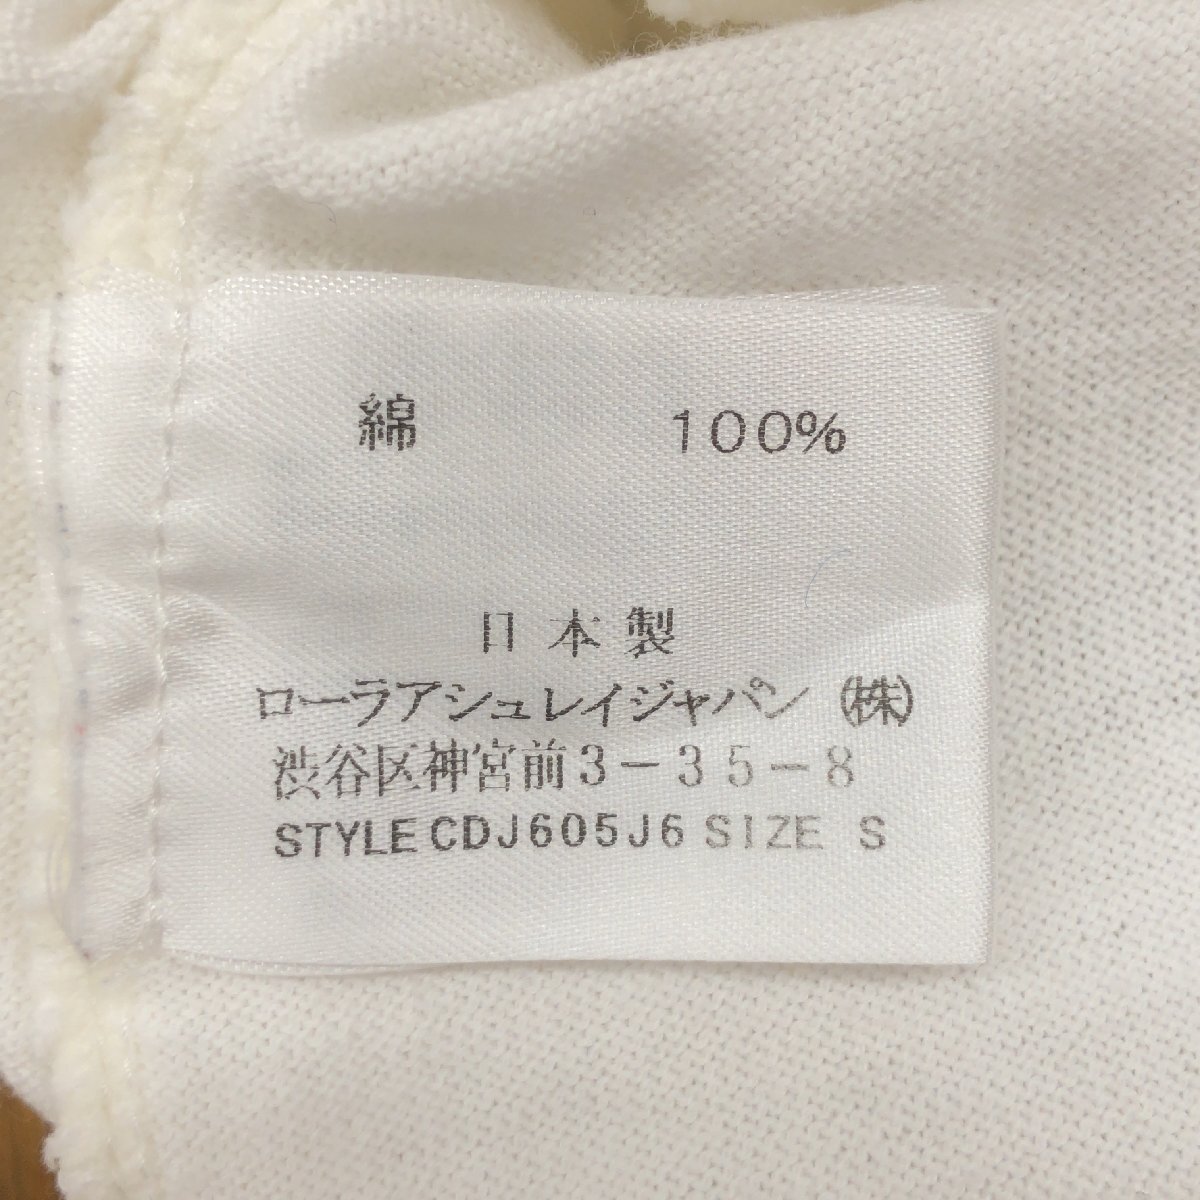 綿 100%
日本製
ローラアシュレイジャパン ㈱
渋谷区神宮前3-35-8
STYLE CDJ605J6 SIZE S